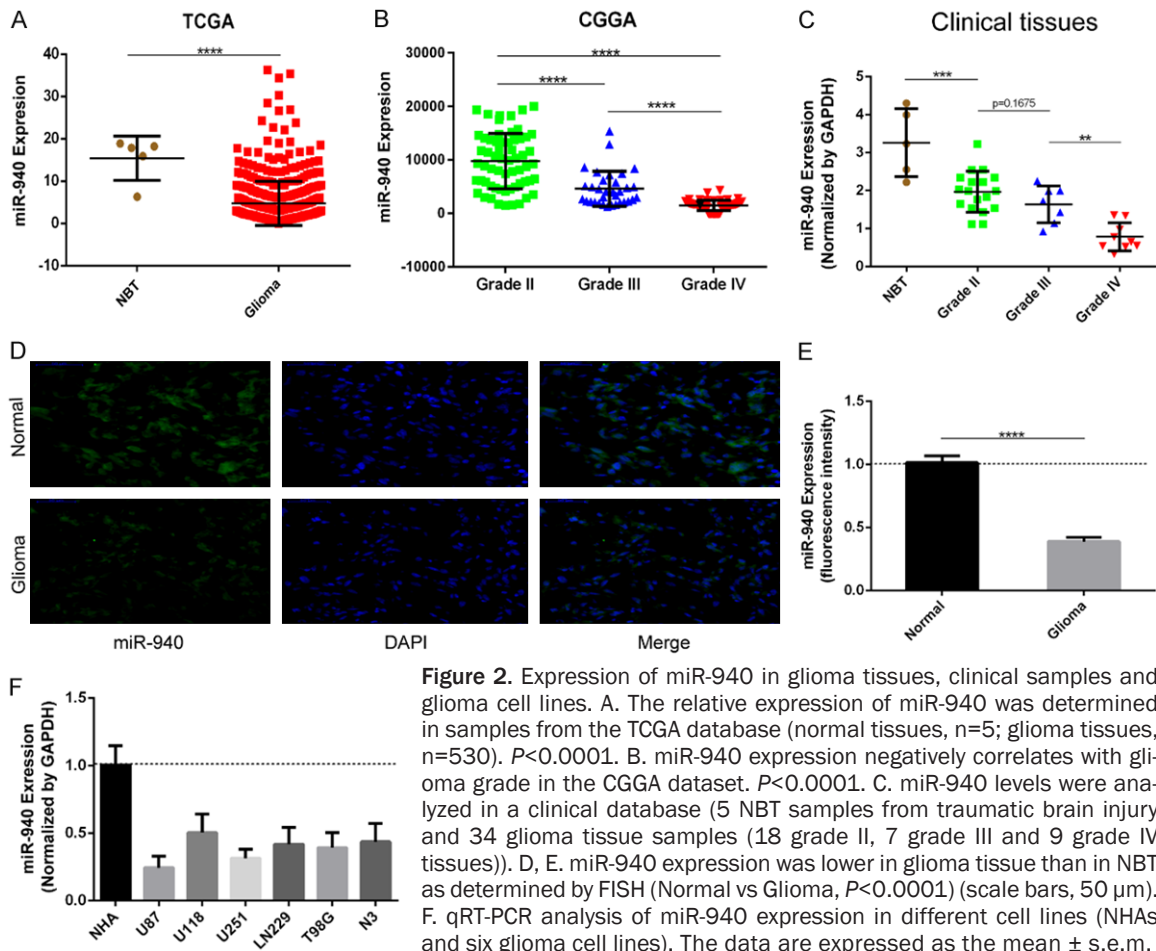 A
TCGA
****
miR-940 Expression
40
30
20
10
0
-10
NBT
Glioma
B
CGGA
****
****
****
miR-940 Expression
20000
10000
0
-10000
Grade II
Grade III
Grade IV
C
Clinical tissues
***
p=0.1675
**
miR-940 Expression
(Normalized by GAPDH)
5
4
3
2
1
0
NBT
Grade II
Grade III
Grade IV
D
Normal
Glioma
miR-940
DAPI
Merge
E
****
miR-940 Expression
(fluorescence intensity)
1.5
1.0
0.5
0.0
Normal
Glioma
F
miR-940 Exression
(Normalized by GAPDH)
1.5
1.0
0.5
0.0
NHA
U87
U118
U251
LN229
T98G
N3
Figure 2. Expression of miR-940 in glioma tissues, clinical samples and
glioma cell lines. A. The relative expression of miR-940 was determined
in samples from the TCGA database (normal tissues, n=5; glioma tissues,
n=530). P<0.0001. B. miR-940 expression negatively correlates with gli-
oma grade in the CGGA dataset. P<0.0001. C. miR-940 levels were ana-
lyzed in a clinical database (5 NBT samples from traumatic brain injury
and 34 glioma tissue samples (18 grade II, 7 grade III and 9 grade IV
tissues)). D, E. miR-940 expression was lower in glioma tissue than in NBT
as determined by FISH (Normal vs Glioma, P<0.0001) (scale bars, 50 µm).
F. qRT-PCR analysis of miR-940 expression in different cell lines (NHAs
and six glioma cell lines). The data are expressed as the mean ± s.e.m.